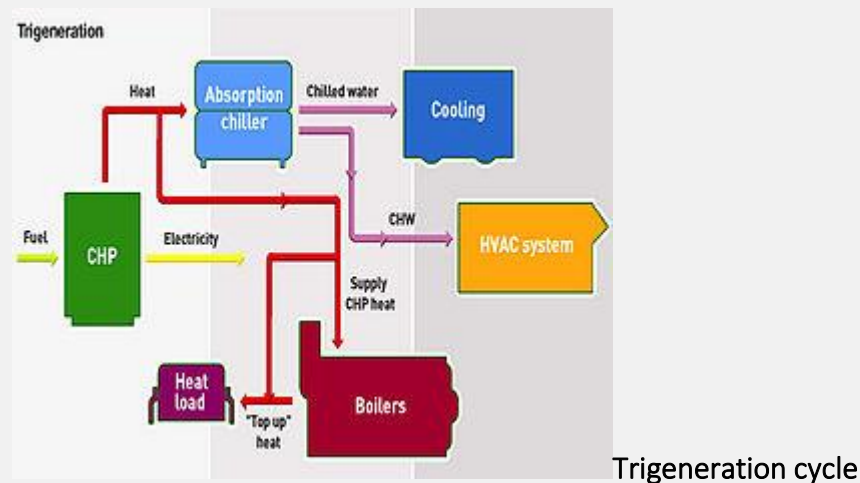 Trigeneration
Heat
Absorption
chiller
Chilled water
Cooling
Fuel
CHP
Electricity
CHW
HVAC system
Supply
CHP heat
Heat
load
"Top up"
heat
Boilers
Trigeneration cycle